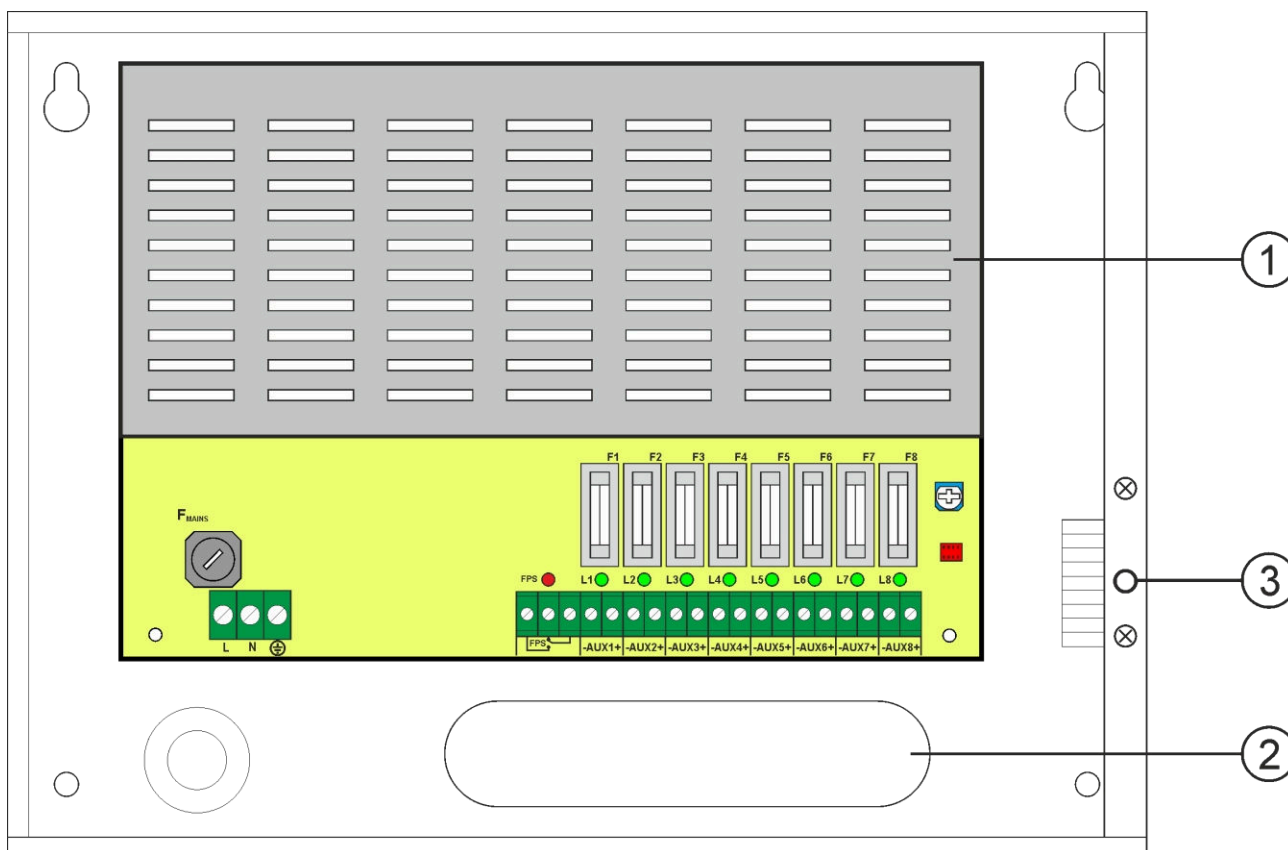 1
F1 F2 F3 F4 F5 F6 F7 F8
FMAINS
FPS L1 L2 L3 L4 L5 L6 L7 L8
3
FPS -AUX1+ -AUX2+ -AUX3+ -AUX4+ -AUX5+ -AUX6+ -AUX7+ -AUX8+
L N
2